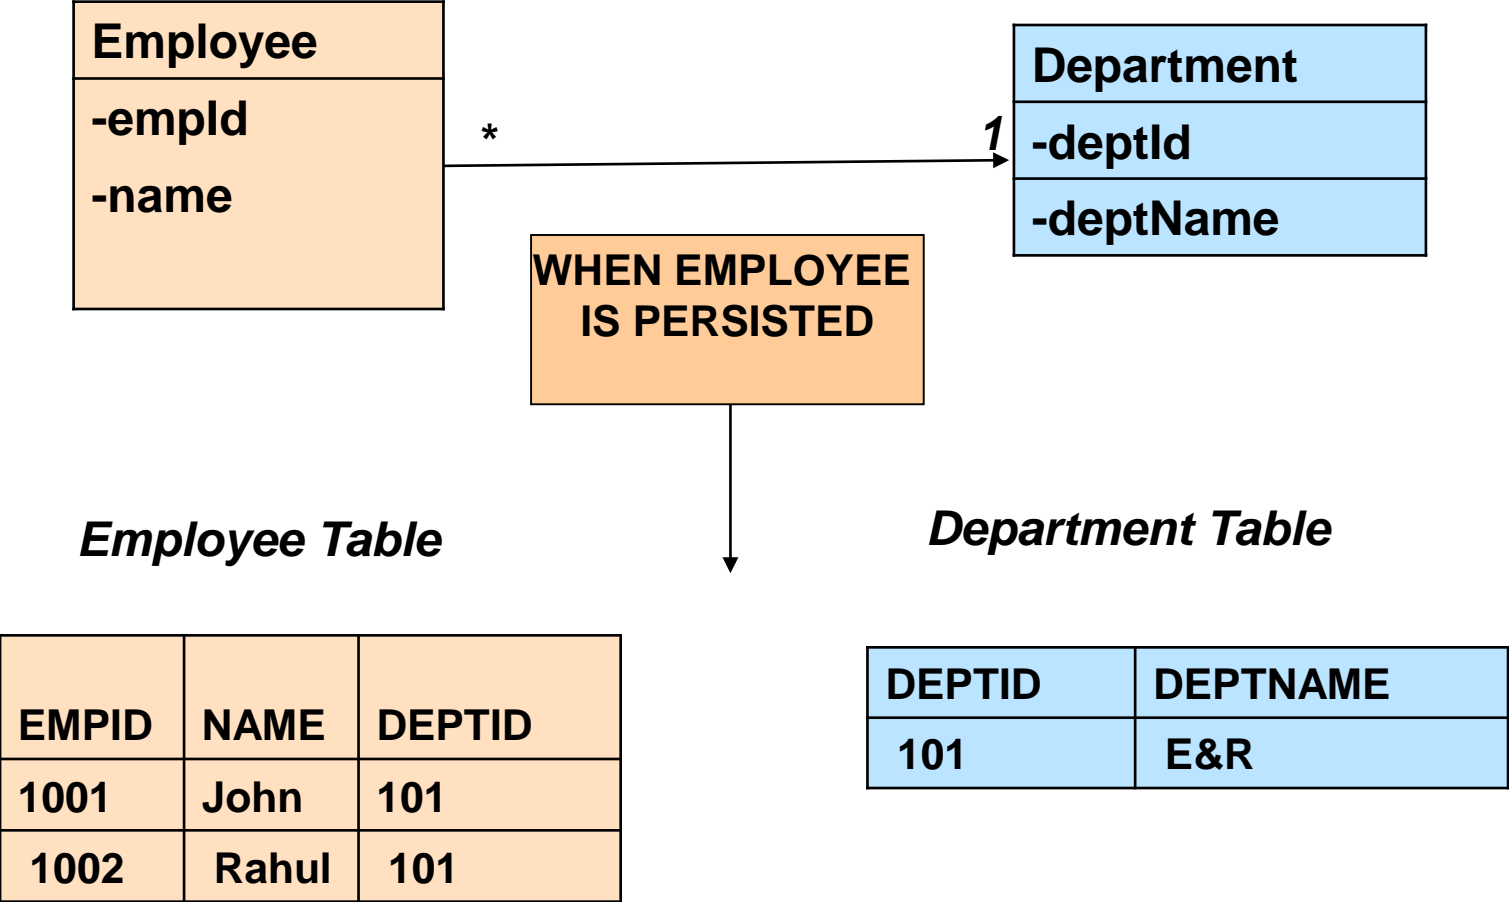 Employee
-empId
-name
*
1
Department
-deptId
-deptName
WHEN EMPLOYEE
IS PERSISTED
Employee Table
Department Table
EMPID NAME DEPTID
1001 John 101
1002 Rahul 101
DEPTID DEPTNAME
101 E&R